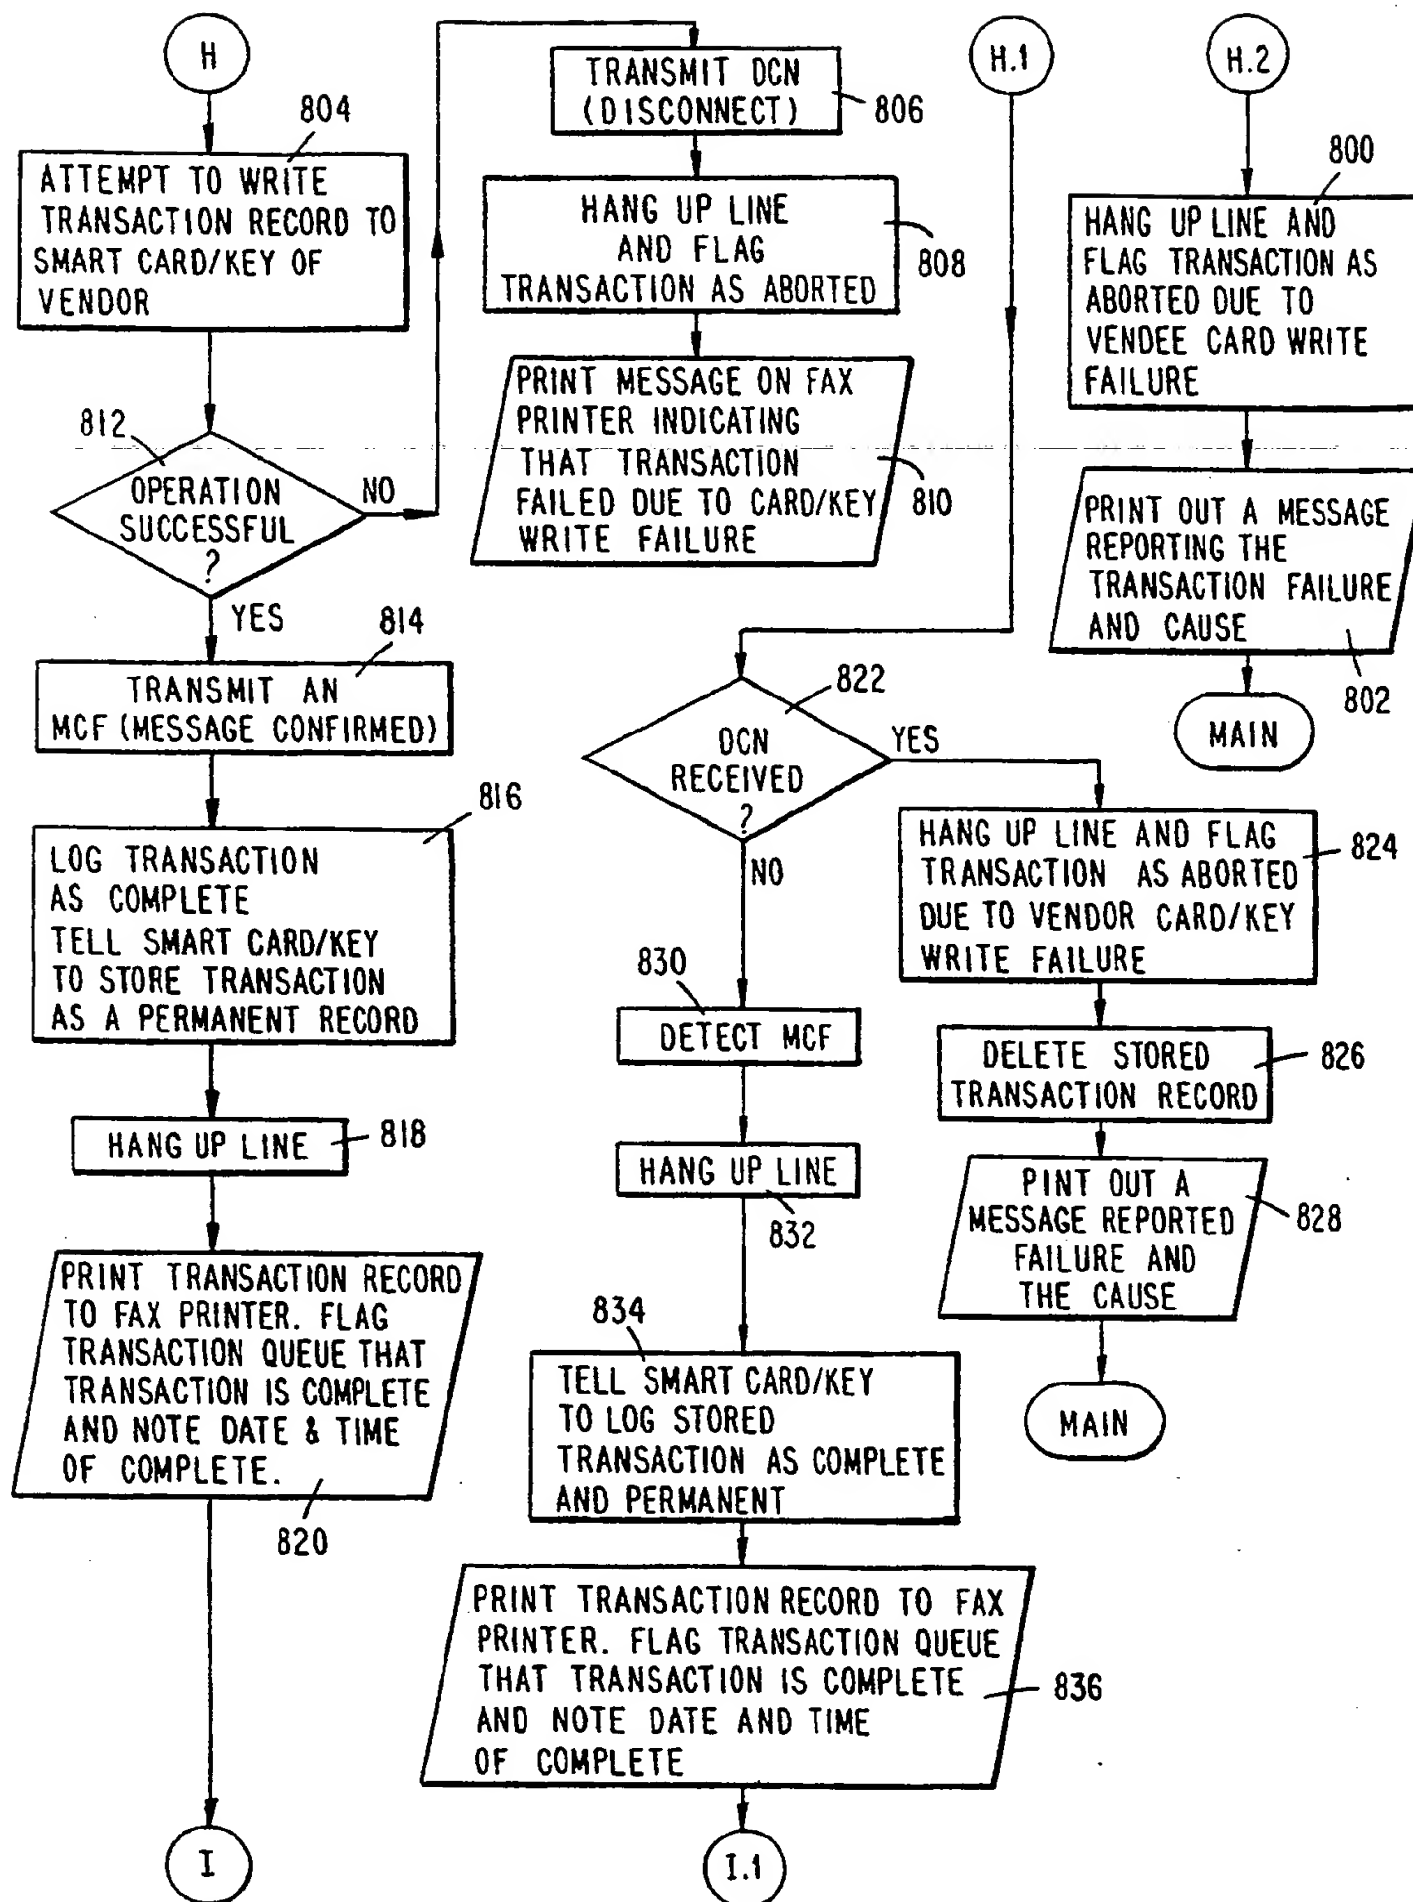 H
804
ATTEMPT TO WRITE
TRANSACTION RECORD TO
SMART CARD/KEY OF
VENDOR
812
OPERATION
SUCCESSFUL
?
NO
YES
814
TRANSMIT AN
MCF (MESSAGE CONFIRMED)
816
LOG TRANSACTION
AS COMPLETE
TELL SMART CARD/KEY
TO STORE TRANSACTION
AS A PERMANENT RECORD
HANG UP LINE
818
PRINT TRANSACTION RECORD
TO FAX PRINTER. FLAG
TRANSACTION QUEUE THAT
TRANSACTION IS COMPLETE
AND NOTE DATE & TIME
OF COMPLETE.
820
I
TRANSMIT DCN
(DISCONNECT)
806
HANG UP LINE
AND FLAG
TRANSACTION AS ABORTED
808
PRINT MESSAGE ON FAX
PRINTER INDICATING
THAT TRANSACTION
FAILED DUE TO CARD/KEY
WRITE FAILURE
810
H.1
822
DCN
RECEIVED
?
YES
NO
830
DETECT MCF
HANG UP LINE
832
834
TELL SMART CARD/KEY
TO LOG STORED
TRANSACTION AS COMPLETE
AND PERMANENT
PRINT TRANSACTION RECORD TO FAX
PRINTER. FLAG TRANSACTION QUEUE
THAT TRANSACTION IS COMPLETE
AND NOTE DATE AND TIME
OF COMPLETE
836
I.1
HANG UP LINE AND FLAG
TRANSACTION AS ABORTED
DUE TO VENDOR CARD/KEY
WRITE FAILURE
824
DELETE STORED
TRANSACTION RECORD
826
PINT OUT A
MESSAGE REPORTED
FAILURE AND
THE CAUSE
828
MAIN
H.2
800
HANG UP LINE AND
FLAG TRANSACTION AS
ABORTED DUE TO
VENDEE CARD WRITE
FAILURE
PRINT OUT A MESSAGE
REPORTING THE
TRANSACTION FAILURE
AND CAUSE
802
MAIN